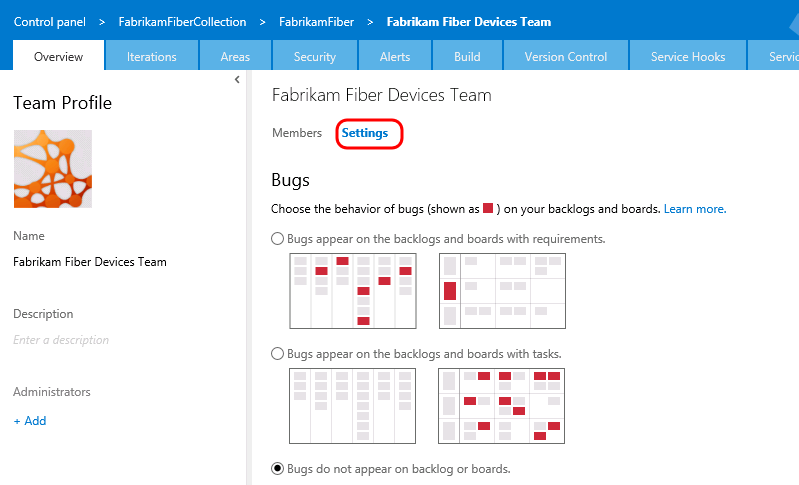 Control panel > FabrikamFiberCollection > FabrikamFiber > Fabrikam Fiber Devices Team
Overview Iterations Areas Security Alerts Build Version Control Service Hooks Servic
Team Profile
Name
Fabrikam Fiber Devices Team
Description
Enter a description
Administrators
+ Add
Fabrikam Fiber Devices Team
Members Settings
Bugs
Choose the behavior of bugs (shown as ) on your backlogs and boards. Learn more.
Bugs appear on the backlogs and boards with requirements.
Bugs appear on the backlogs and boards with tasks.
Bugs do not appear on backlog or boards.